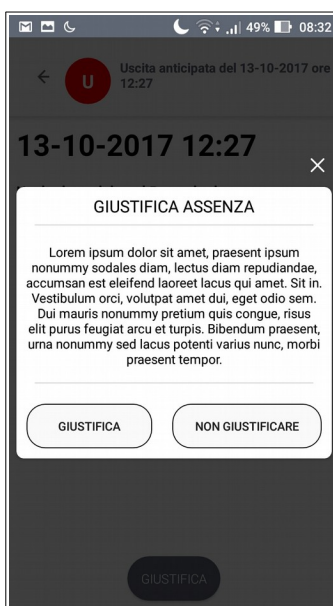 49% 08:32
U
Uscita anticipata del 13-10-2017 ore
12:27
13-10-2017 12:27
GIUSTIFICA ASSENZA
Lorem ipsum dolor sit amet, praesent ipsum
nonummy sodales diam, lectus diam repudiandae,
accumsan est eleifend laoreet lacus qui amet. Sit in.
Vestibulum orci, volutpat amet dui, eget odio sem.
Dui mauris nonummy pretium quis congue, risus
elit purus feugiat arcu et turpis. Bibendum praesent,
urna nonummy sed lacus potenti varius nunc, morbi
praesent tempor.
GIUSTIFICA NON GIUSTIFICARE
GIUSTIFICA